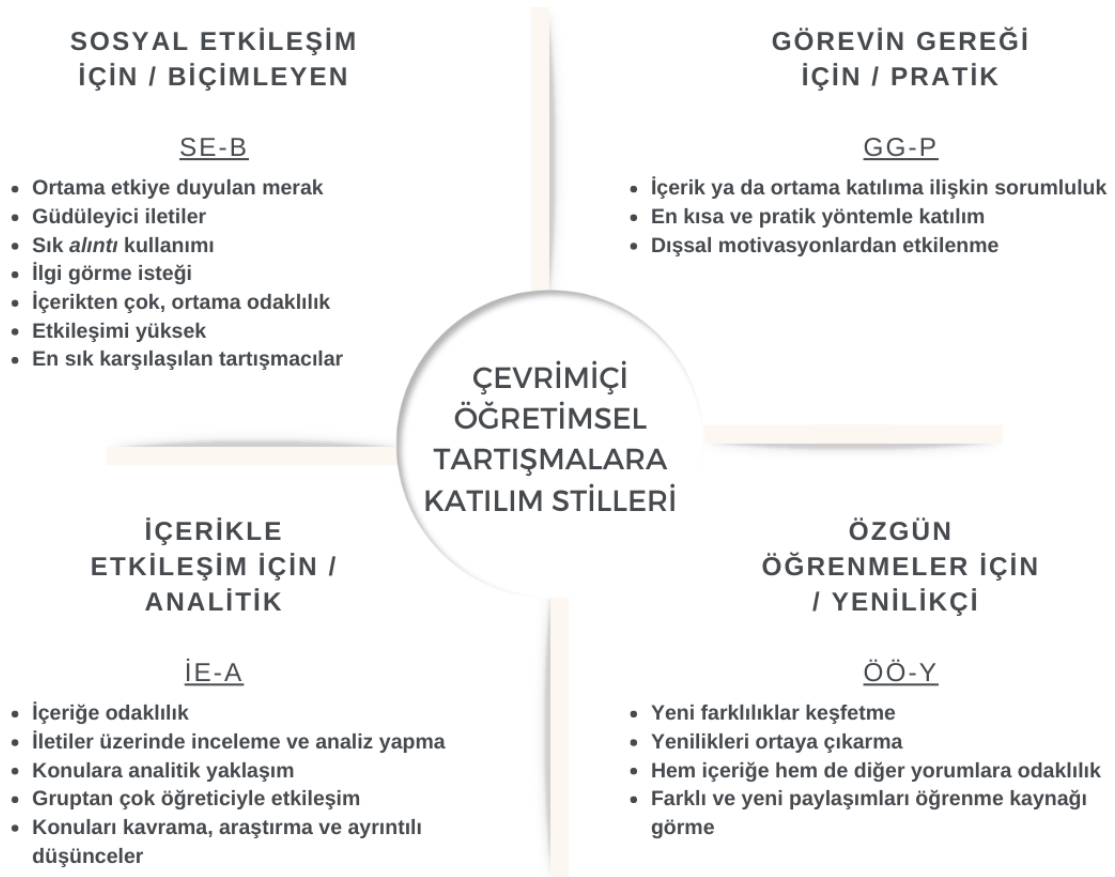 SOSYAL ETKİLEŞİM
İÇİN / BİÇİMLEYEN
SE-B
• Ortama etkiye duyulan merak
• Güdüleyici iletiler
• Sık alıntı kullanımı
• İlgi görme isteği
• İçerikten çok, ortama odaklılık
• Etkileşimi yüksek
• En sık karşılaşılan tartışmacılar
GÖREVİN GEREĞİ
İÇİN / PRATİK
GG-P
• İçerik ya da ortama katılıma ilişkin sorumluluk
• En kısa ve pratik yöntemle katılım
• Dışsal motivasyonlardan etkilenme
ÇEVRİMİÇİ
ÖĞRETİMSEL
TARTIŞMALARA
KATILIM STİLLERİ
İÇERİKLE
ETKİLEŞİM İÇİN /
ANALİTİK
İE-A
• İçeriğe odaklılık
• İletiler üzerinde inceleme ve analiz yapma
• Konulara analitik yaklaşım
• Gruptan çok öğreticiyle etkileşim
• Konuları kavrama, araştırma ve ayrıntılı
düşünceler
ÖZGÜN
ÖĞRENMELER İÇİN
/ YENİLİKÇİ
ÖÖ-Y
• Yeni farklılıklar keşfetme
• Yenilikleri ortaya çıkarma
• Hem içeriğe hem de diğer yorumlara odaklılık
• Farklı ve yeni paylaşımları öğrenme kaynağı
görme